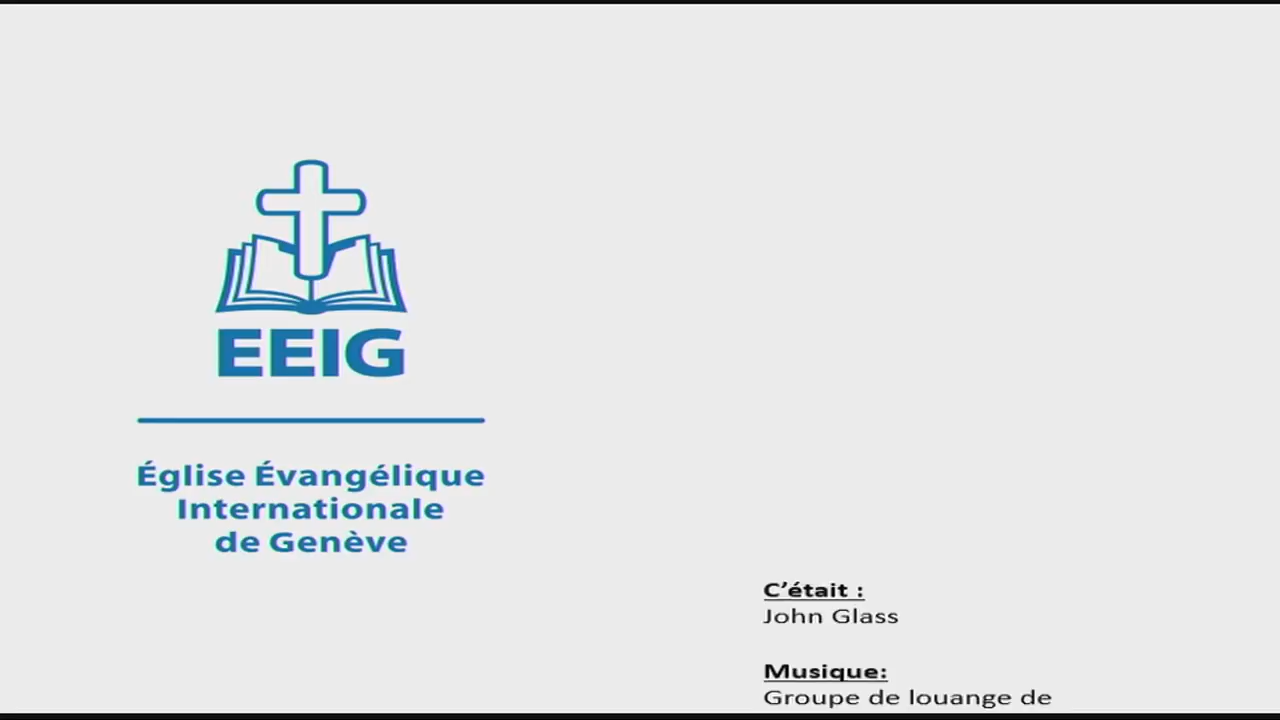 EEIG
Église Évangélique
Internationale
de Genève
C'était :
John Glass
Musique:
Groupe de louange de